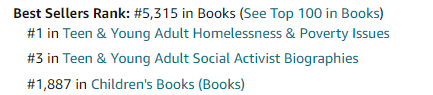 Best Sellers Rank: #5,315 in Books (See Top 100 in Books)
#1 in Teen & Young Adult Homelessness & Poverty Issues
#3 in Teen & Young Adult Social Activist Biographies
#1,887 in Children's Books (Books)